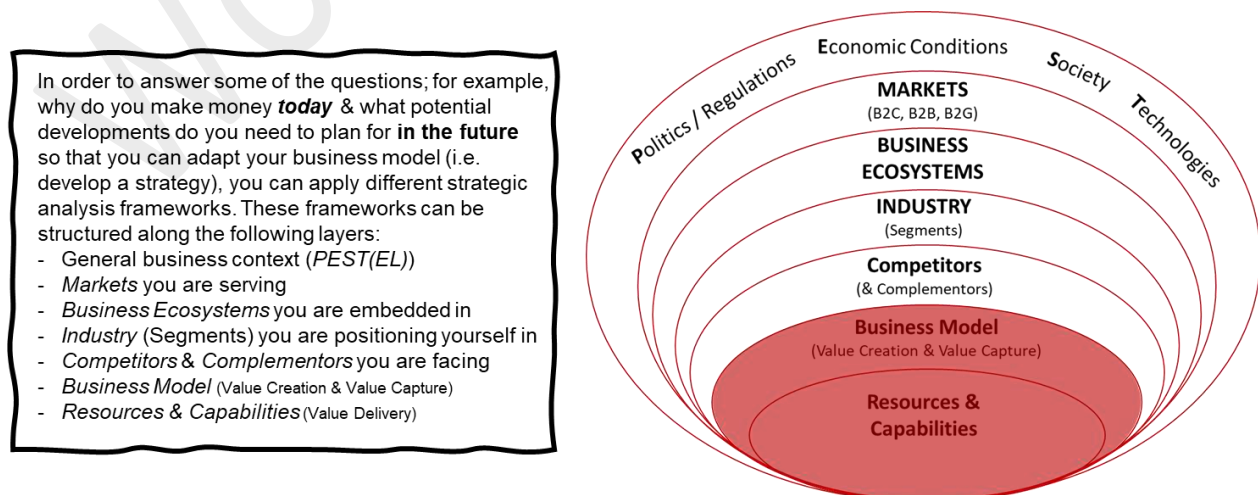 In order to answer some of the questions; for example,
why do you make money today & what potential
developments do you need to plan for in the future
so that you can adapt your business model (i.e.
develop a strategy), you can apply different strategic
analysis frameworks. These frameworks can be
structured along the following layers:
- General business context (PEST(EL))
- Markets you are serving
- Business Ecosystems you are embedded in
- Industry (Segments) you are positioning yourself in
- Competitors & Complementors you are facing
- Business Model (Value Creation & Value Capture)
- Resources & Capabilities (Value Delivery)
Politics / Regulations
Economic Conditions
Society
Technologies
MARKETS
(B2C, B2B, B2G)
BUSINESS
ECOSYSTEMS
INDUSTRY
(Segments)
Competitors
(& Complementors)
Business Model
(Value Creation & Value Capture)
Resources &
Capabilities